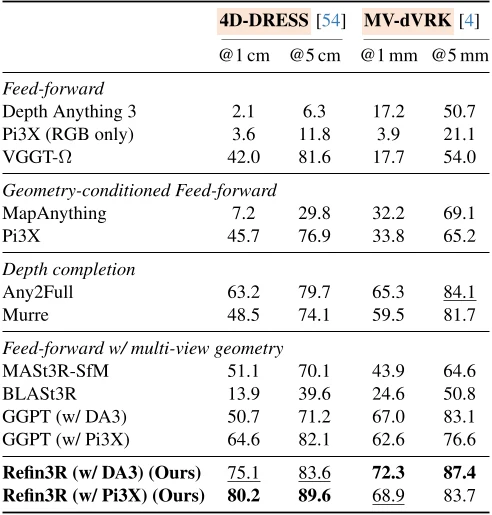 4D-DRESS [54] MV-dVRK [4]
@1 cm @5 cm @1 mm @5 mm
Feed-forward
Depth Anything 3 2.1 6.3 17.2 50.7
Pi3X (RGB only) 3.6 11.8 3.9 21.1
VGGT-Ω 42.0 81.6 17.7 54.0
Geometry-conditioned Feed-forward
MapAnything 7.2 29.8 32.2 69.1
Pi3X 45.7 76.9 33.8 65.2
Depth completion
Any2Full 63.2 79.7 65.3 84.1
Murre 48.5 74.1 59.5 81.7
Feed-forward w/ multi-view geometry
MASt3R-SfM 51.1 70.1 43.9 64.6
BLASt3R 13.9 39.6 24.6 50.8
GGPT (w/ DA3) 50.7 71.2 67.0 83.1
GGPT (w/ Pi3X) 64.6 82.1 62.6 76.6
Refin3R (w/ DA3) (Ours) 75.1 83.6 72.3 87.4
Refin3R (w/ Pi3X) (Ours) 80.2 89.6 68.9 83.7